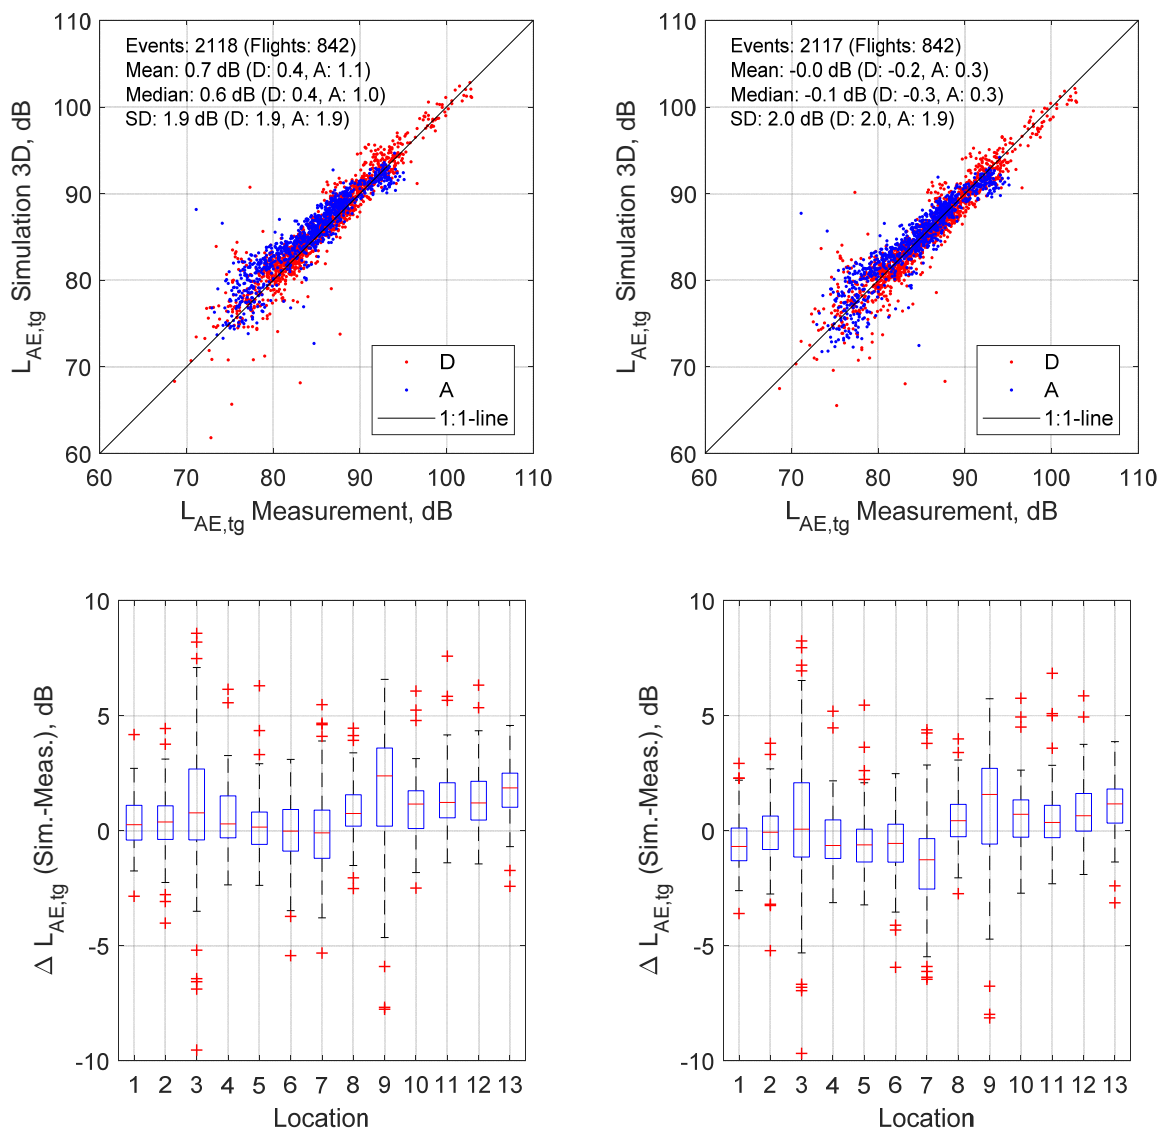 110
100
90
80
70
60
L_AE,tg Simulation 3D, dB
Events: 2118 (Flights: 842)
Mean: 0.7 dB (D: 0.4, A: 1.1)
Median: 0.6 dB (D: 0.4, A: 1.0)
SD: 1.9 dB (D: 1.9, A: 1.9)
D
A
1:1-line
60 70 80 90 100 110
L_AE,tg Measurement, dB
110
100
90
80
70
60
L_AE,tg Simulation 3D, dB
Events: 2117 (Flights: 842)
Mean: -0.0 dB (D: -0.2, A: 0.3)
Median: -0.1 dB (D: -0.3, A: 0.3)
SD: 2.0 dB (D: 2.0, A: 1.9)
D
A
1:1-line
60 70 80 90 100 110
L_AE,tg Measurement, dB
10
5
0
-5
-10
Δ L_AE,tg (Sim.-Meas.), dB
1 2 3 4 5 6 7 8 9 10 11 12 13
Location
10
5
0
-5
-10
Δ L_AE,tg (Sim.-Meas.), dB
1 2 3 4 5 6 7 8 9 10 11 12 13
Location